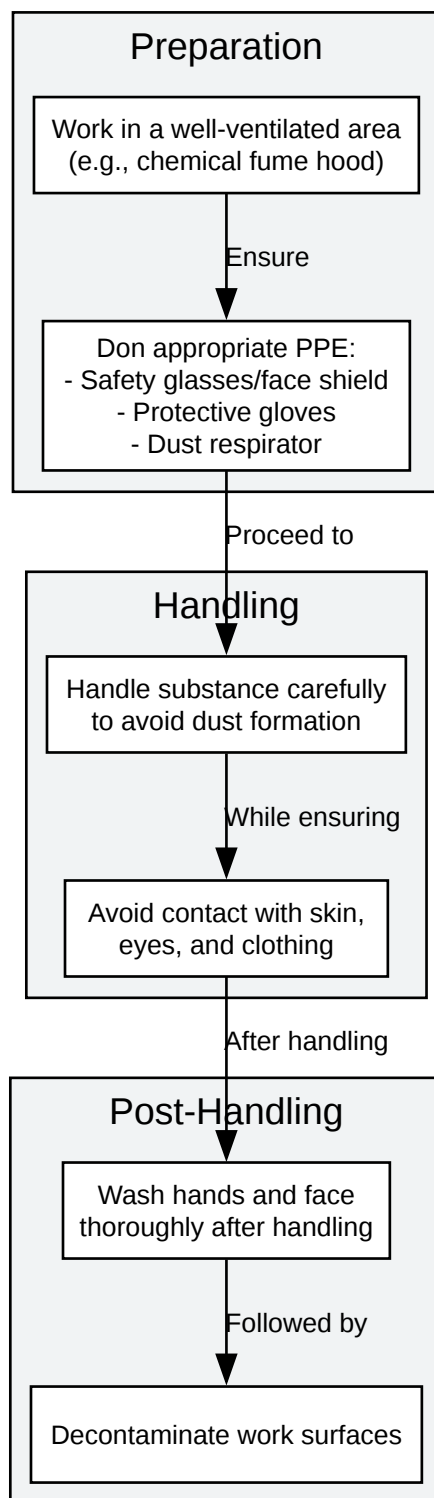 Preparation
Work in a well-ventilated area
(e.g., chemical fume hood)
Ensure
Don appropriate PPE:
- Safety glasses/face shield
- Protective gloves
- Dust respirator
Proceed to
Handling
Handle substance carefully
to avoid dust formation
While ensuring
Avoid contact with skin,
eyes, and clothing
After handling
Post-Handling
Wash hands and face
thoroughly after handling
Followed by
Decontaminate work surfaces